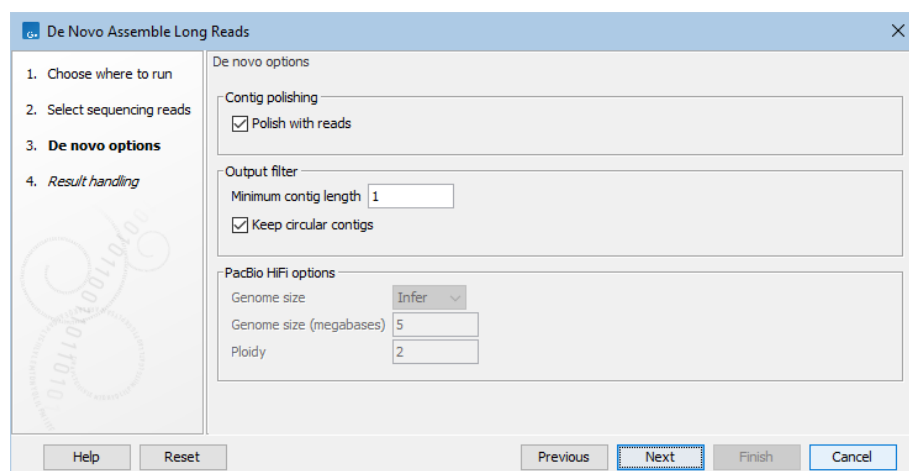 De Novo Assemble Long Reads
1. Choose where to run
2. Select sequencing reads
3. De novo options
4. Result handling
De novo options
Contig polishing
Polish with reads
Output filter
Minimum contig length 1
Keep circular contigs
PacBio HiFi options
Genome size Infer
Genome size (megabases) 5
Ploidy 2
Help Reset Previous Next Finish Cancel